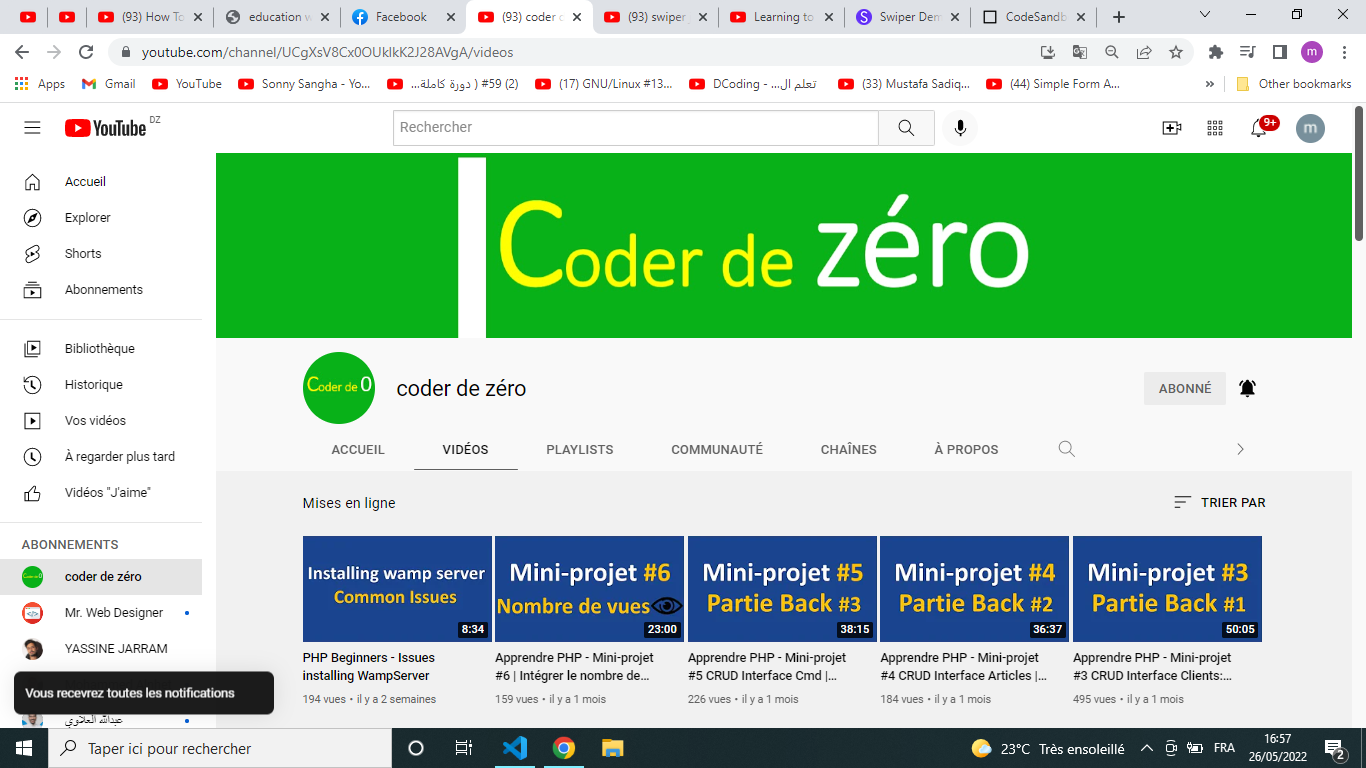 (93) How To
education w
Facebook
(93) coder c
(93) swiper
Learning to
Swiper Dem
CodeSandb
youtube.com/channel/UCgXsV8Cx0OUkIkK2J28AVgA/videos
m
Apps
Gmail
YouTube
Sonny Sangha - Yo...
(2) #59 ( دورة كاملة...
(17) GNU/Linux #13...
DCoding - تعلم ال...
(33) Mustafa Sadiq...
(44) Simple Form A...
»
Other bookmarks
YouTube DZ
Rechercher
9+
m
Accueil
Explorer
Shorts
Abonnements
Bibliothèque
Historique
Vos vidéos
À regarder plus tard
Vidéos "J'aime"
ABONNEMENTS
coder de zéro
Mr. Web Designer
YASSINE JARRAM
Vous recevrez toutes les notifications
عبدالله العلاوي
Coder de zéro
Coder de 0
coder de zéro
ABONNÉ
ACCUEIL
VIDÉOS
PLAYLISTS
COMMUNAUTÉ
CHAÎNES
À PROPOS
Mises en ligne
TRIER PAR
Installing wamp server
Common Issues
8:34
PHP Beginners - Issues
installing WampServer
194 vues • il y a 2 semaines
Mini-projet #6
Nombre de vues
23:00
Apprendre PHP - Mini-projet
#6 | Intégrer le nombre de...
159 vues • il y a 1 mois
Mini-projet #5
Partie Back #3
38:15
Apprendre PHP - Mini-projet
#5 CRUD Interface Cmd |...
226 vues • il y a 1 mois
Mini-projet #4
Partie Back #2
36:37
Apprendre PHP - Mini-projet
#4 CRUD Interface Articles |...
184 vues • il y a 1 mois
Mini-projet #3
Partie Back #1
50:05
Apprendre PHP - Mini-projet
#3 CRUD Interface Clients:...
495 vues • il y a 1 mois
Taper ici pour rechercher
23°C Très ensoleillé
FRA
16:57
26/05/2022
2